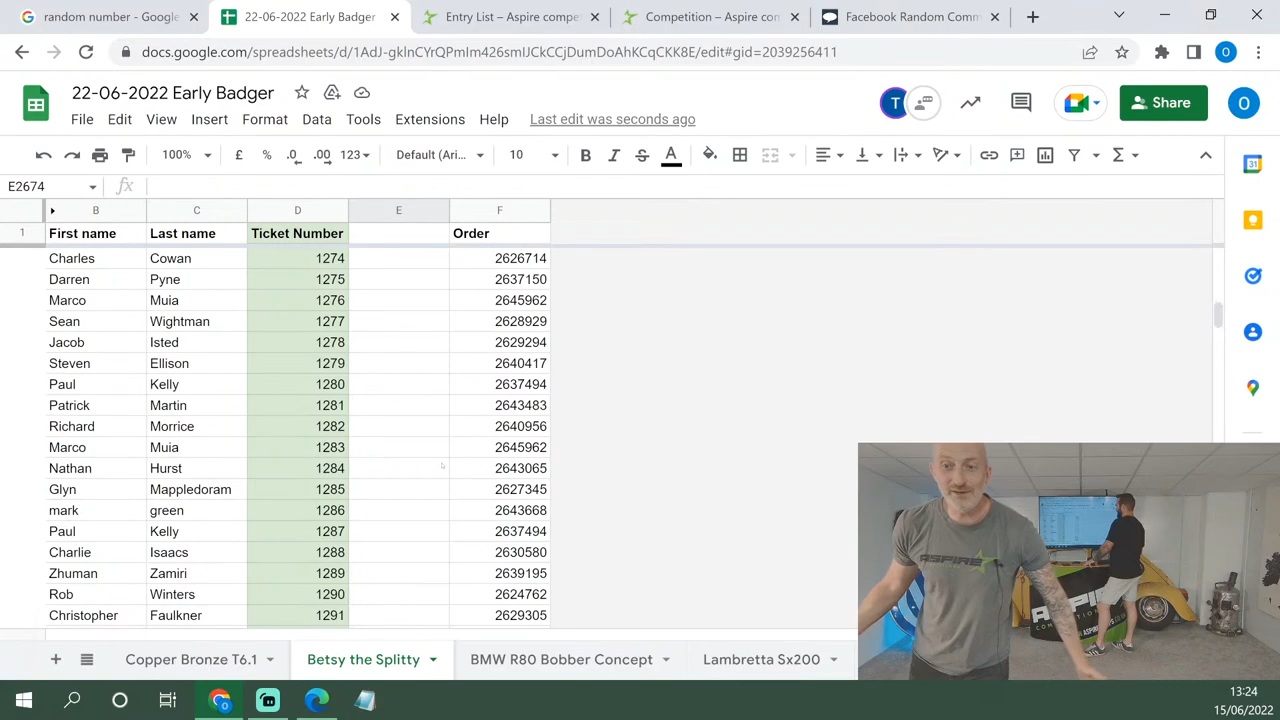 random number - Google
22-06-2022 Early Badger
Entry List – Aspire compe
Competition – Aspire con
Facebook Random Comm
docs.google.com/spreadsheets/d/1AdJ-gklnCYrQPmIm426smIJCkCCjDumDoAhKCqCKK8E/edit#gid=2039256411
O
22-06-2022 Early Badger
File Edit View Insert Format Data Tools Extensions Help Last edit was seconds ago
T
Share
O
100% £ % .0 .00 123 Default (Ari... 10 B I S A
E2674
fx
31
B C D E F
1 First name Last name Ticket Number Order
Charles Cowan 1274 2626714
Darren Pyne 1275 2637150
Marco Muia 1276 2645962
Sean Wightman 1277 2628929
Jacob Isted 1278 2629294
Steven Ellison 1279 2640417
Paul Kelly 1280 2637494
Patrick Martin 1281 2643483
Richard Morrice 1282 2640956
Marco Muia 1283 2645962
Nathan Hurst 1284 2643065
Glyn Mappledoram 1285 2627345
mark green 1286 2643668
Paul Kelly 1287 2637494
Charlie Isaacs 1288 2630580
Zhuman Zamiri 1289 2639195
Rob Winters 1290 2624762
Christopher Faulkner 1291 2629305
ASPIRE
Copper Bronze T6.1 Betsy the Splitty BMW R80 Bobber Concept Lambretta Sx200
13:24
15/06/2022